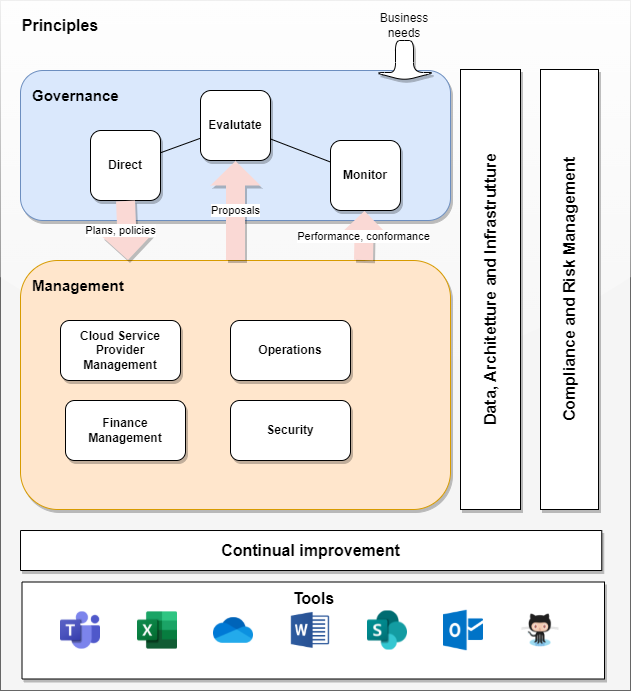 Principles
Business
needs
Governance
Evalutate
Direct
Monitor
Plans, policies
Proposals
Performance, conformance
Management
Cloud Service
Provider
Management
Operations
Finance
Management
Security
Data, Architetture and Infrastrutture
Compliance and Risk Management
Continual improvement
Tools
T
X
W
S
O